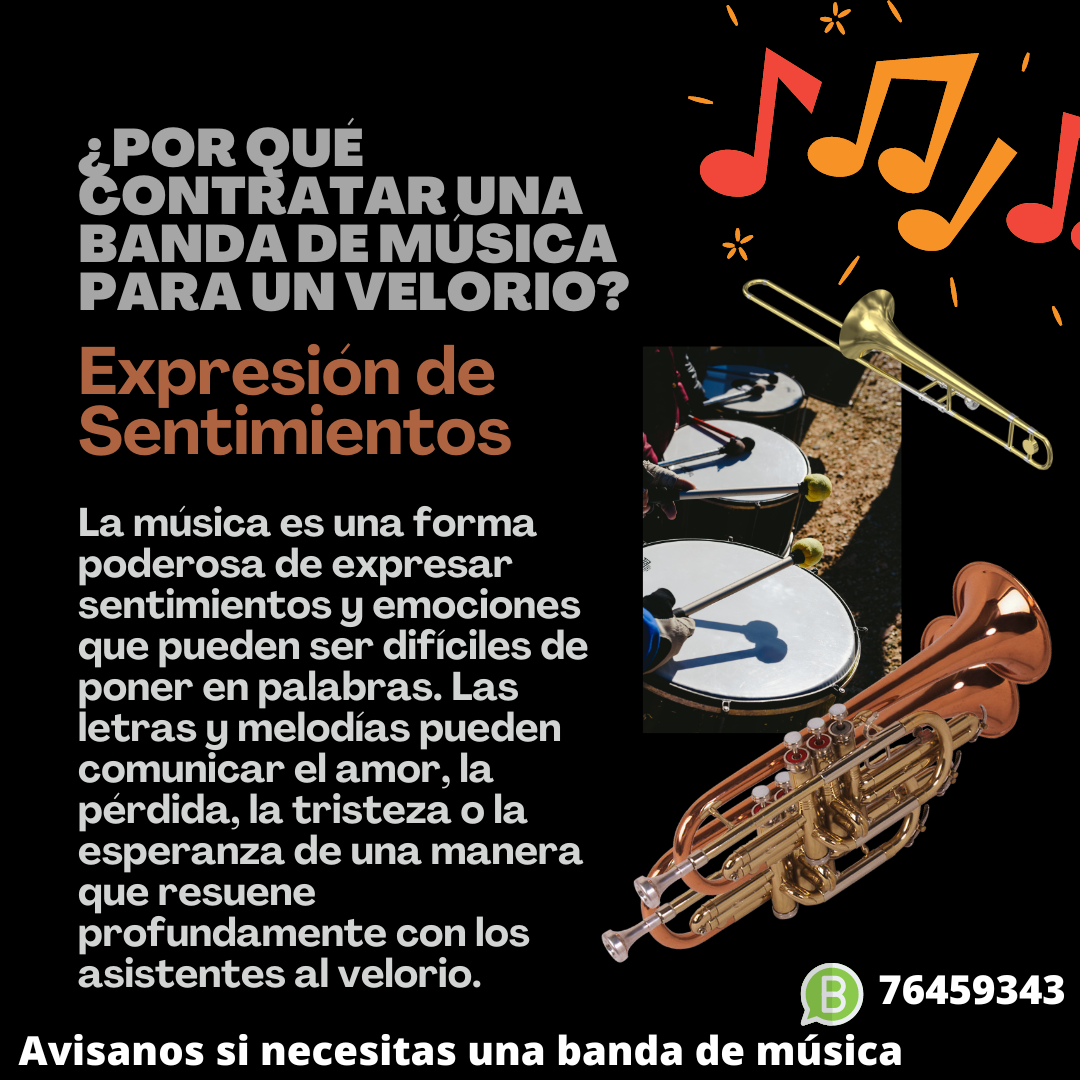 ¿POR QUÉ
CONTRATAR UNA
BANDA DE MÚSICA
PARA UN VELORIO?
Expresión de
Sentimientos
La música es una forma
poderosa de expresar
sentimientos y emociones
que pueden ser difíciles de
poner en palabras. Las
letras y melodías pueden
comunicar el amor, la
pérdida, la tristeza o la
esperanza de una manera
que resuene
profundamente con los
asistentes al velorio.
B 76459343
Avisanos si necesitas una banda de música